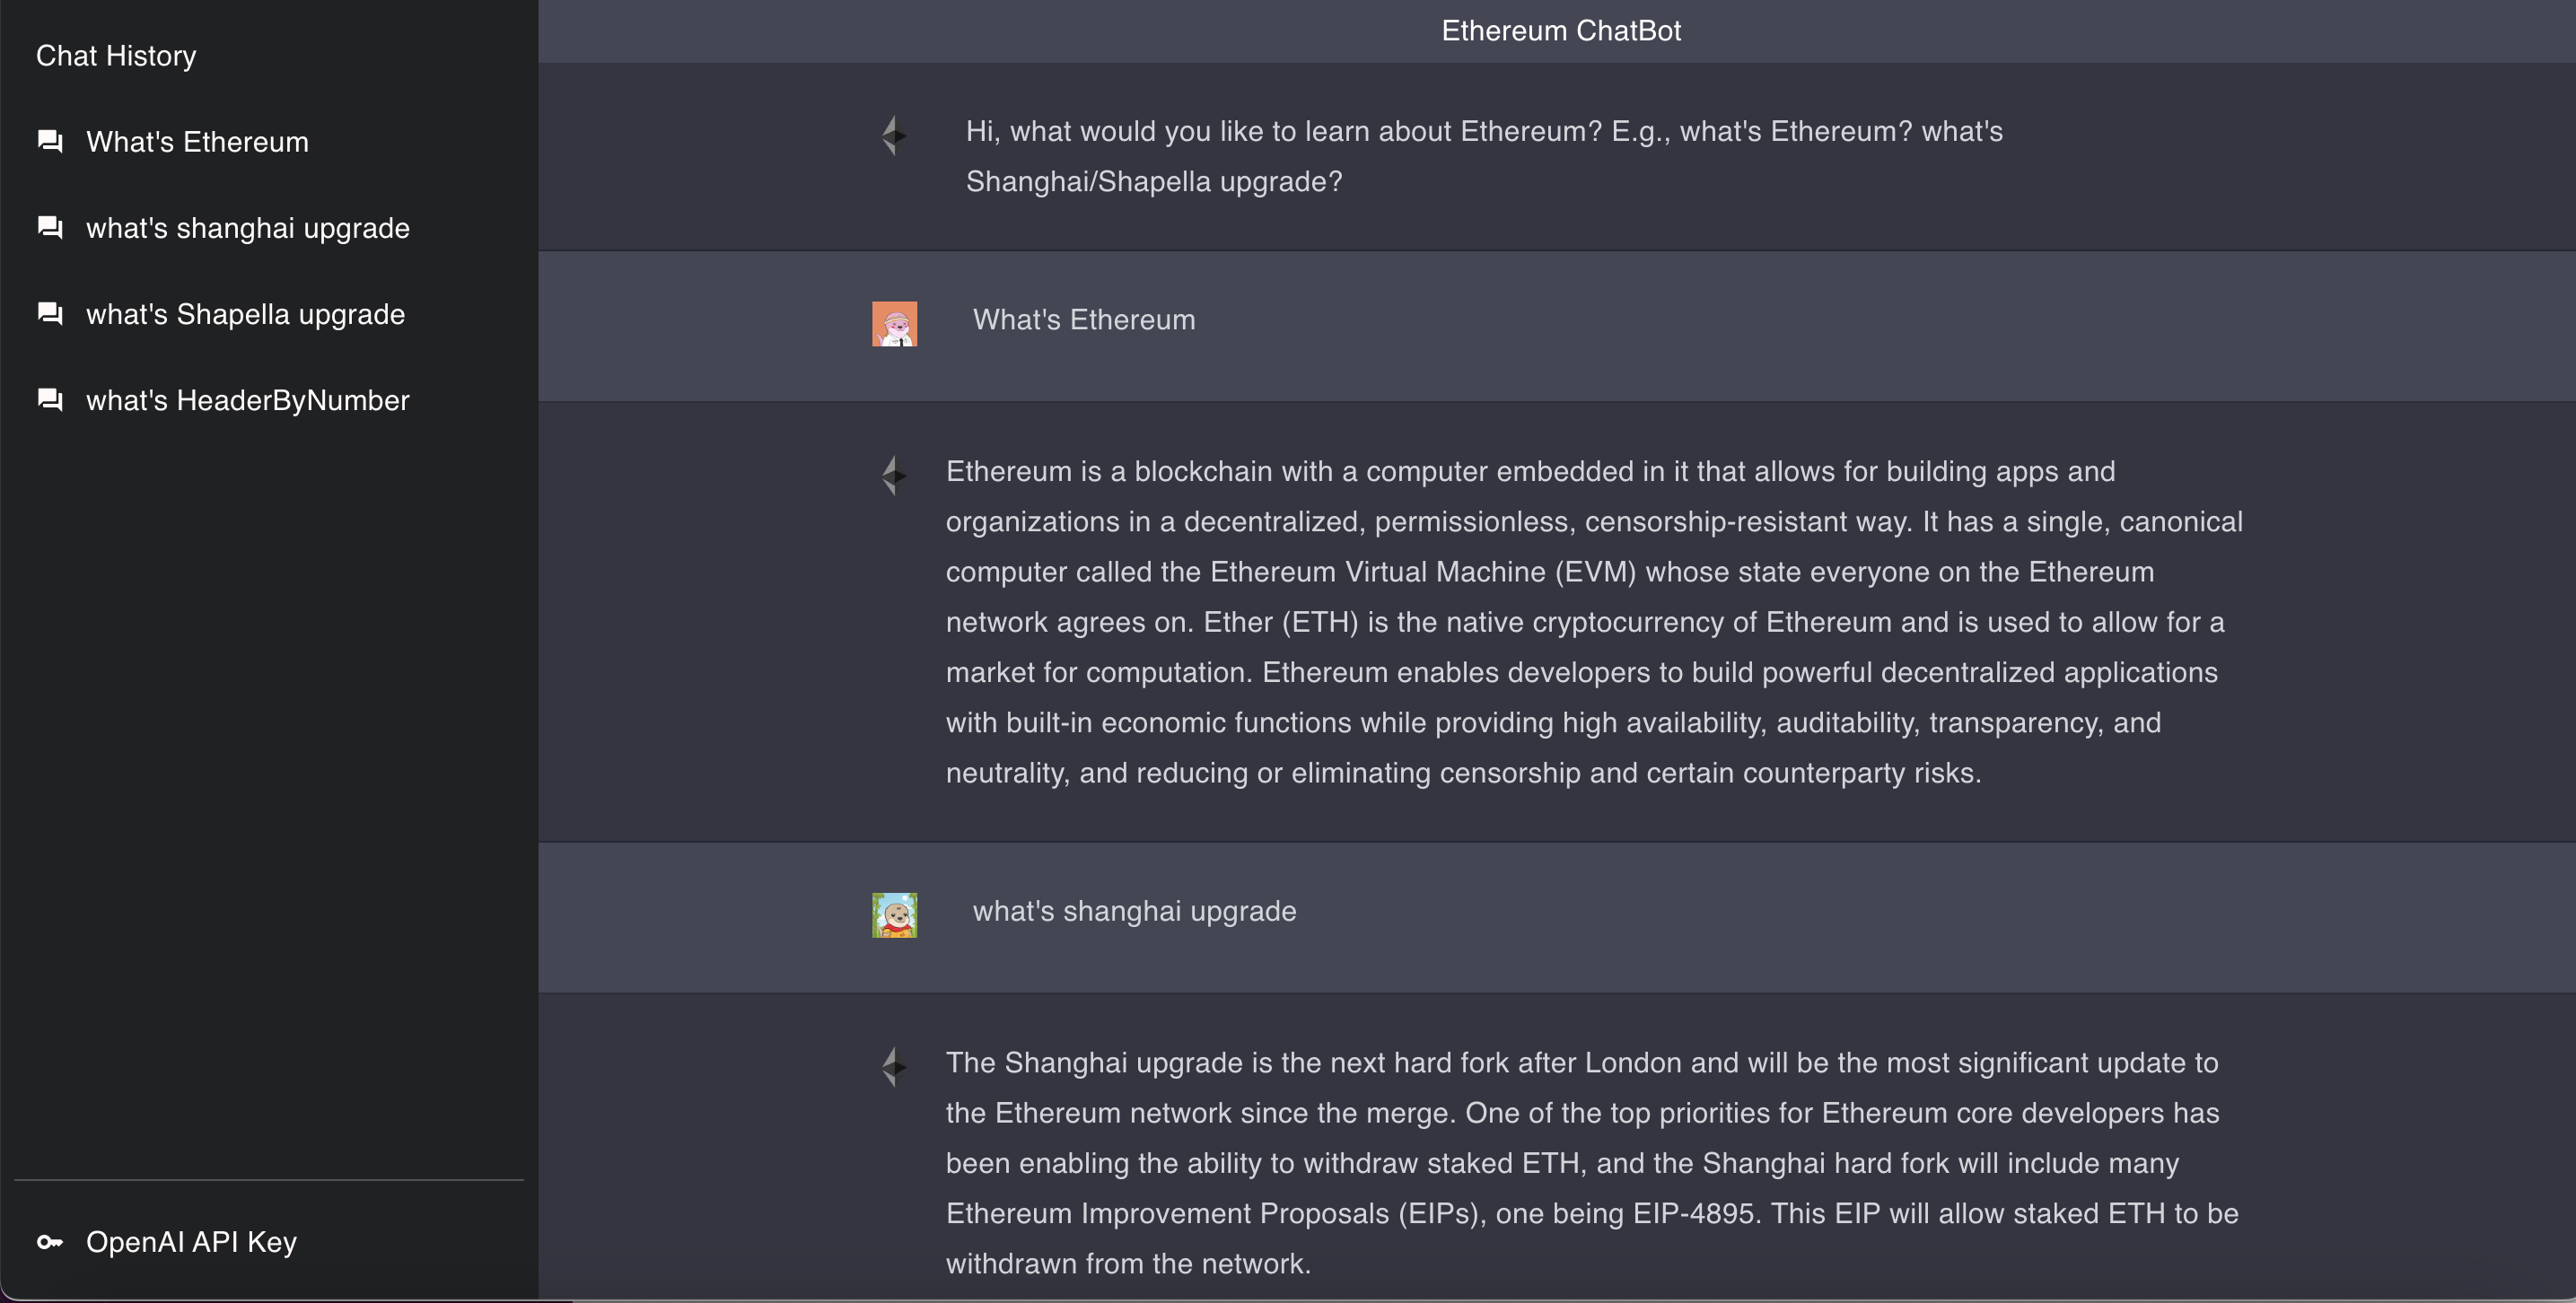 Chat History
What's Ethereum
what's shanghai upgrade
what's Shapella upgrade
what's HeaderByNumber
OpenAI API Key
Ethereum ChatBot
Hi, what would you like to learn about Ethereum? E.g., what's Ethereum? what's
Shanghai/Shapella upgrade?
What's Ethereum
Ethereum is a blockchain with a computer embedded in it that allows for building apps and
organizations in a decentralized, permissionless, censorship-resistant way. It has a single, canonical
computer called the Ethereum Virtual Machine (EVM) whose state everyone on the Ethereum
network agrees on. Ether (ETH) is the native cryptocurrency of Ethereum and is used to allow for a
market for computation. Ethereum enables developers to build powerful decentralized applications
with built-in economic functions while providing high availability, auditability, transparency, and
neutrality, and reducing or eliminating censorship and certain counterparty risks.
what's shanghai upgrade
The Shanghai upgrade is the next hard fork after London and will be the most significant update to
the Ethereum network since the merge. One of the top priorities for Ethereum core developers has
been enabling the ability to withdraw staked ETH, and the Shanghai hard fork will include many
Ethereum Improvement Proposals (EIPs), one being EIP-4895. This EIP will allow staked ETH to be
withdrawn from the network.